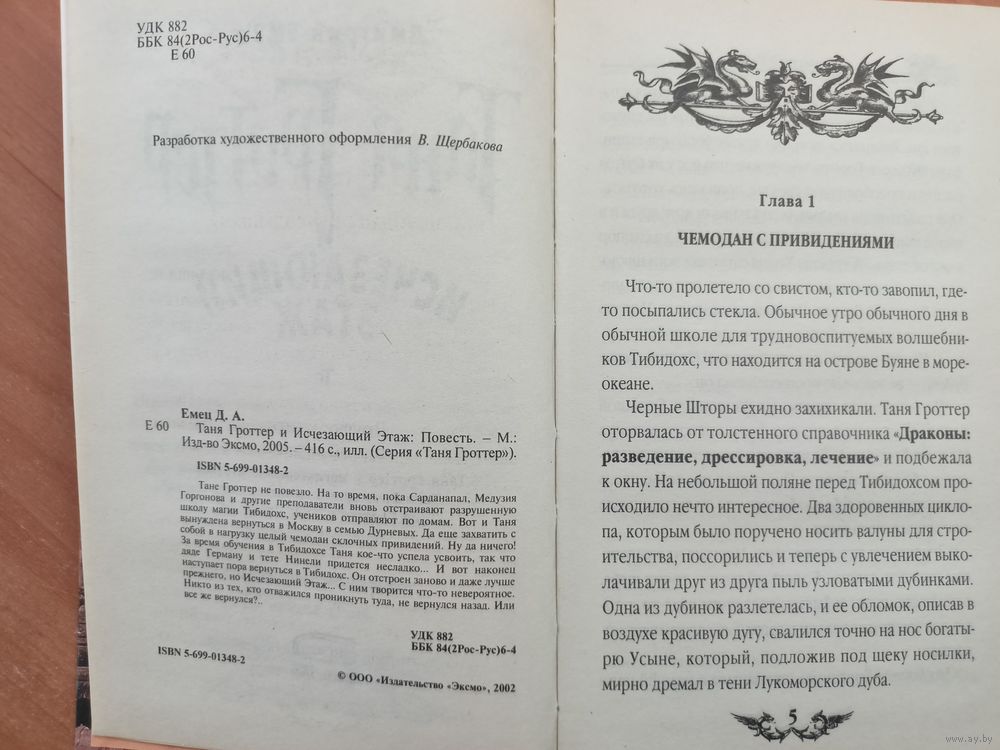 УДК 882
ББК 84(2Рос-Рус)6-4
Е 60
Разработка художественного оформления В. Щербакова
Емец Д. А.
Е 60 Таня Гроттер и Исчезающий Этаж: Повесть. – М.:
Изд-во Эксмо, 2005. – 416 с., илл. (Серия «Таня Гроттер»).
ISBN 5-699-01348-2
Тане Гроттер не повезло. На то время, пока Сарданапал, Медузия
Горгонова и другие преподаватели вновь отстраивают разрушенную
школу магии Тибидохс, учеников отправляют по домам. Вот и Таня
вынуждена вернуться в Москву в семью Дурневых. Да еще захватить с
собой в нагрузку целый чемодан склочных привидений. Ну да ничего!
За время обучения в Тибидохсе Таня кое-что успела усвоить, так что
дяде Герману и тете Нинели придется несладко... И вот наконец
наступает пора вернуться в Тибидохс. Он отстроен заново и даже лучше
прежнего, но Исчезающий Этаж... С ним творится что-то невероятное.
Никто из тех, кто отважился проникнуть туда, не вернулся назад. Или
все же вернулся?..
УДК 882
ББК 84(2Рос-Рус)6-4
ISBN 5-699-01348-2
© ООО «Издательство «Эксмо», 2002
Глава 1
ЧЕМОДАН С ПРИВИДЕНИЯМИ
Что-то пролетело со свистом, кто-то завопил, где-
то посыпались стекла. Обычное утро обычного дня в
обычной школе для трудновоспитуемых волшебни-
ков Тибидохс, что находится на острове Буяне в море-
океане.
Черные Шторы ехидно захихикали. Таня Гроттер
оторвалась от толстенного справочника «Драконы:
разведение, дрессировка, лечение» и подбежала
к окну. На небольшой поляне перед Тибидохсом про-
исходило нечто интересное. Два здоровенных цикло-
па, которым было поручено носить валуны для стро-
ительства, поссорились и теперь с увлечением выко-
лачивали друг из друга пыль узловатыми дубинками.
Одна из дубинок разлетелась, и ее обломок, описав в
воздухе красивую дугу, свалился точно на нос богаты-
рю Усыне, который, подложив под щеку носилки,
мирно дремал в тени Лукоморского дуба.
5
www.ay.by